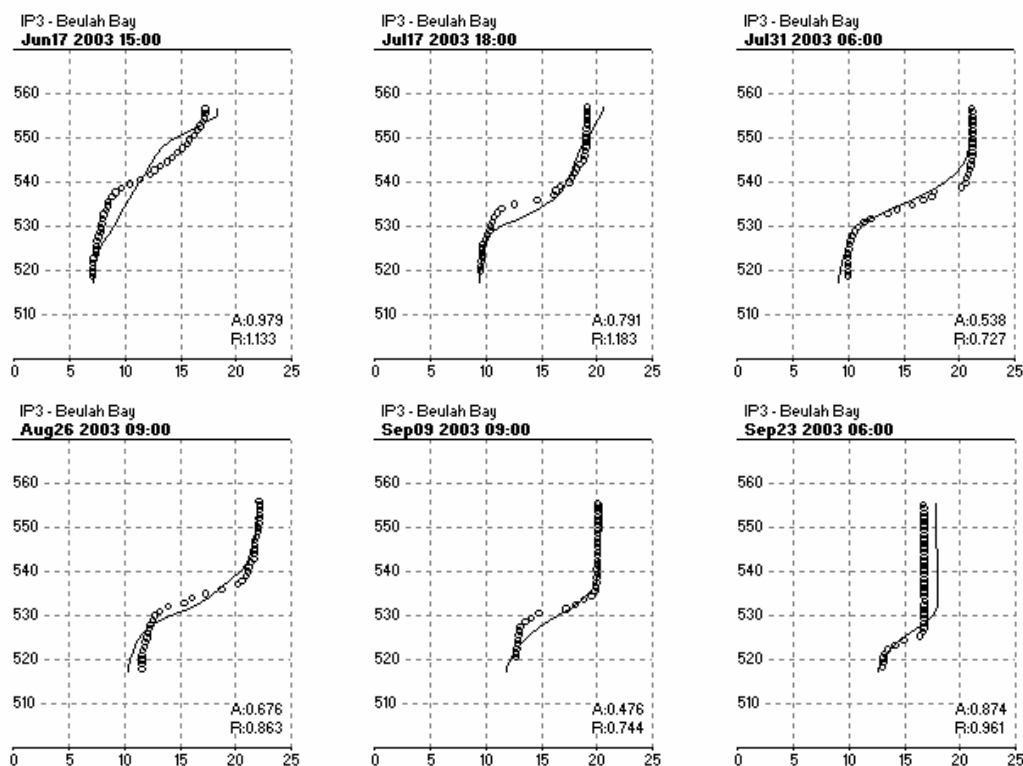 IP3 - Beulah Bay
Jun17 2003 15:00
560
550
540
530
520
510
A:0.979
R:1.133
0 5 10 15 20 25
IP3 - Beulah Bay
Jul17 2003 18:00
560
550
540
530
520
510
A:0.791
R:1.183
0 5 10 15 20 25
IP3 - Beulah Bay
Jul31 2003 06:00
560
550
540
530
520
510
A:0.538
R:0.727
0 5 10 15 20 25
IP3 - Beulah Bay
Aug26 2003 09:00
560
550
540
530
520
510
A:0.676
R:0.863
0 5 10 15 20 25
IP3 - Beulah Bay
Sep09 2003 09:00
560
550
540
530
520
510
A:0.476
R:0.744
0 5 10 15 20 25
IP3 - Beulah Bay
Sep23 2003 06:00
560
550
540
530
520
510
A:0.874
R:0.961
0 5 10 15 20 25